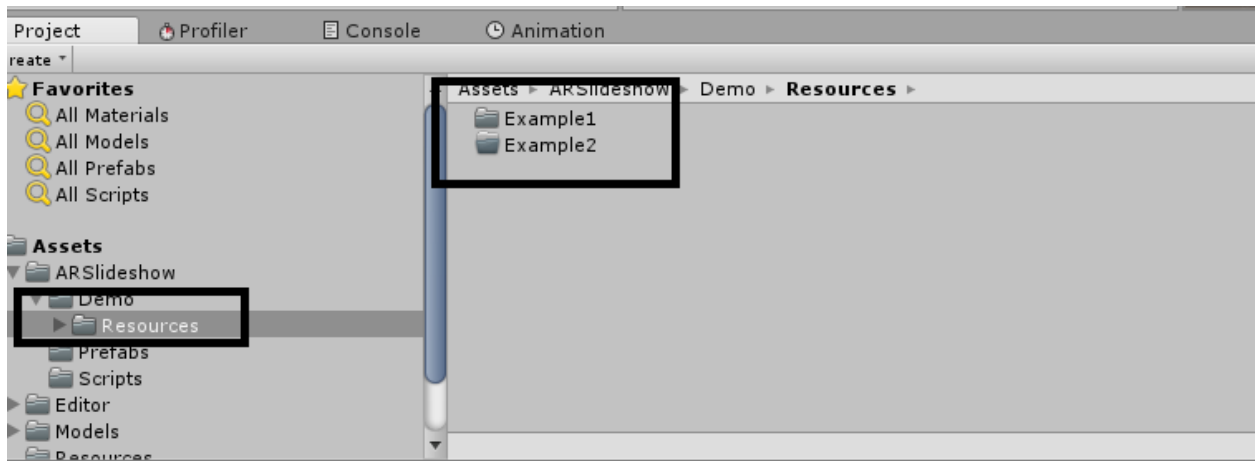 Project Profiler Console Animation
reate
Favorites
All Materials
All Models
All Prefabs
All Scripts
Assets
ARSlideshow
Demo
Resources
Prefabs
Scripts
Editor
Models
Resources
Assets ARSlideshow Demo Resources
Example1
Example2